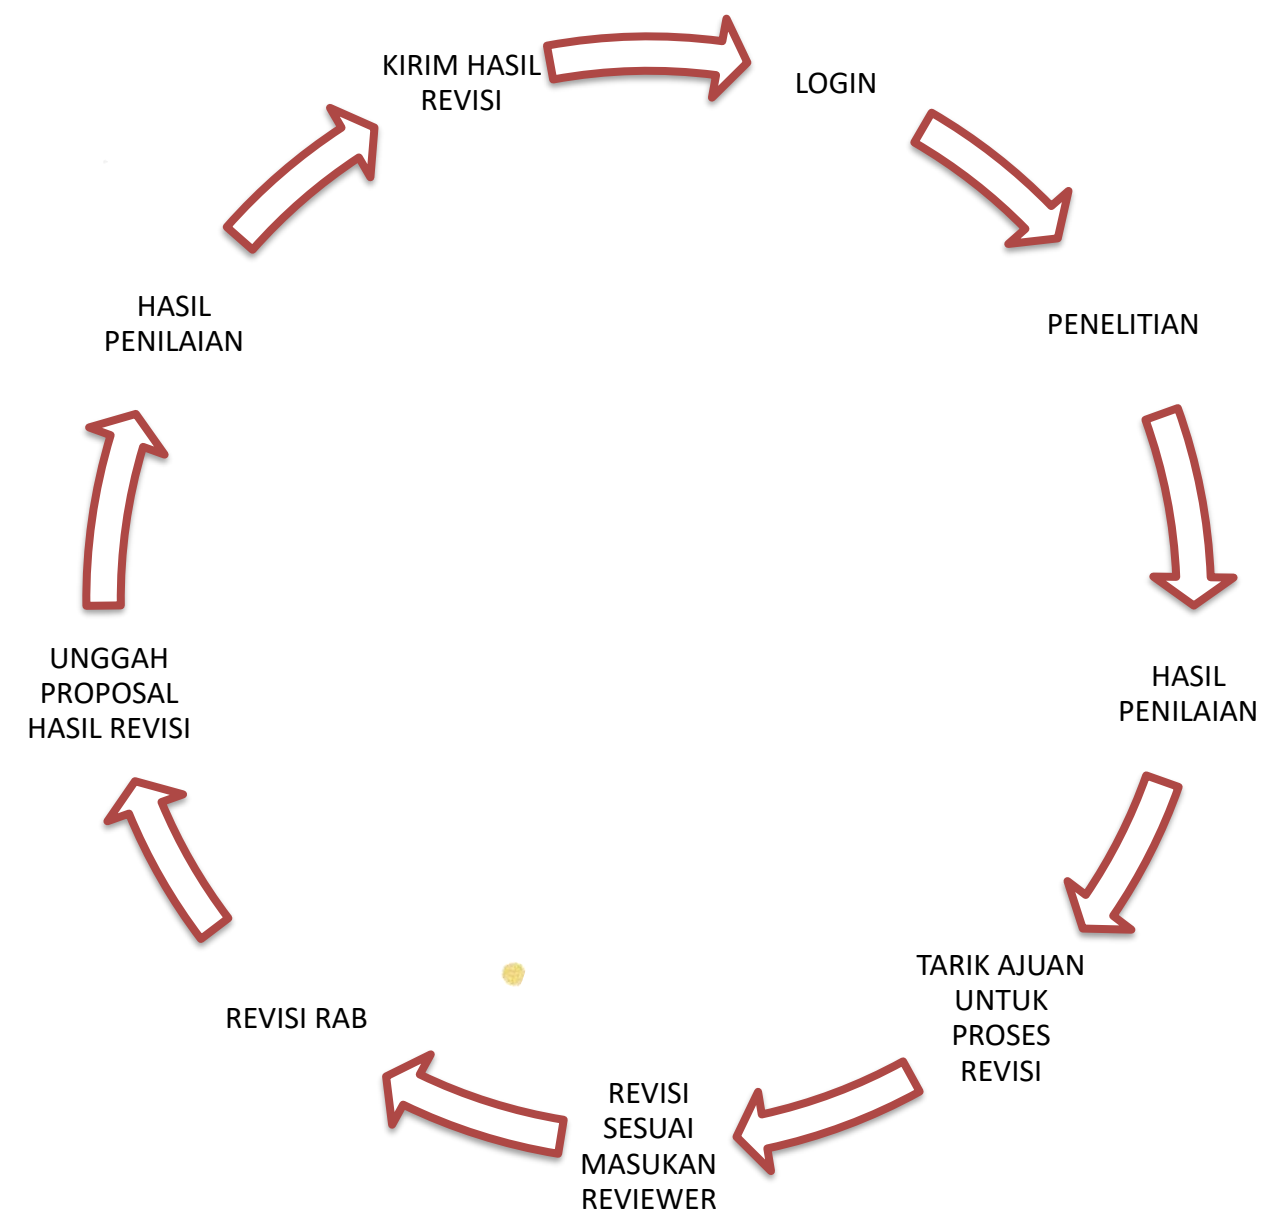 KIRIM HASIL
REVISI
LOGIN
PENELITIAN
HASIL
PENILAIAN
TARIK AJUAN
UNTUK
PROSES
REVISI
REVISI
SESUAI
MASUKAN
REVIEWER
REVISI RAB
UNGGAH
PROPOSAL
HASIL REVISI
HASIL
PENILAIAN